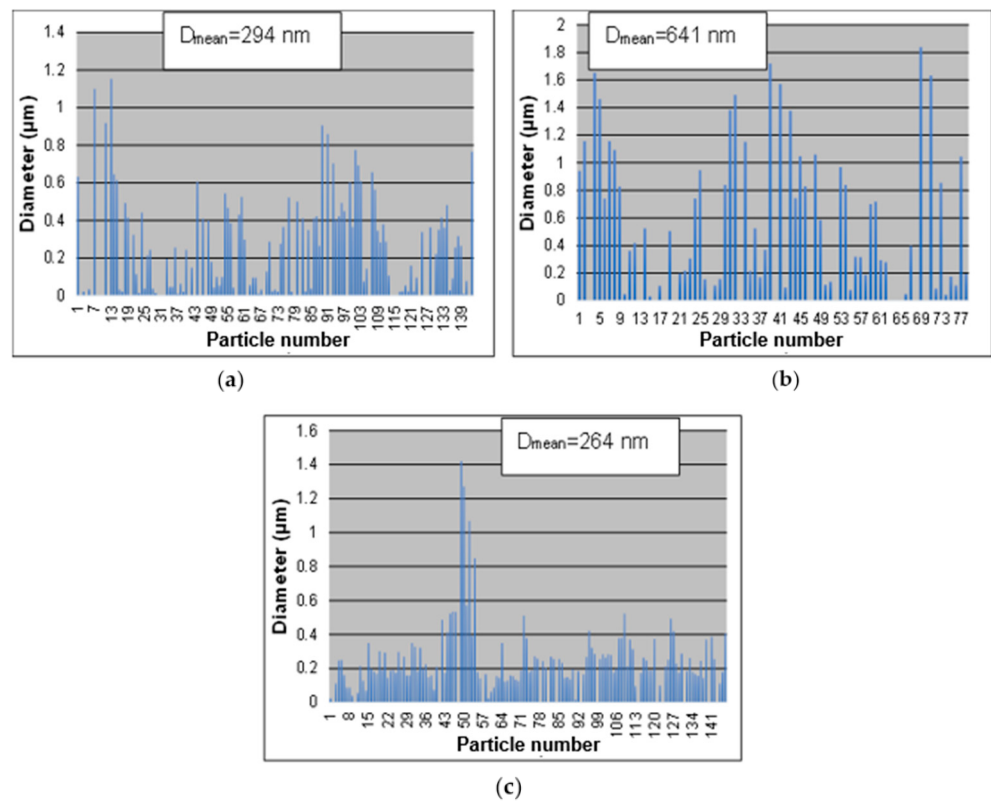 Dmean=294 nm
Diameter (µm)
1.4
1.2
1
0.8
0.6
0.4
0.2
0
1 7 13 19 25 31 37 43 49 55 61 67 73 79 85 91 97 103 109 115 121 127 133 139
Particle number
(a)
Dmean=641 nm
Diameter (µm)
2
1.8
1.6
1.4
1.2
1
0.8
0.6
0.4
0.2
0
1 5 9 13 17 21 25 29 33 37 41 45 49 53 57 61 65 69 73 77
Particle number
(b)
Dmean=264 nm
Diameter (µm)
1.6
1.4
1.2
1
0.8
0.6
0.4
0.2
0
1 8 15 22 29 36 43 50 57 64 71 78 85 92 99 106 113 120 127 134 141
Particle number
(c)